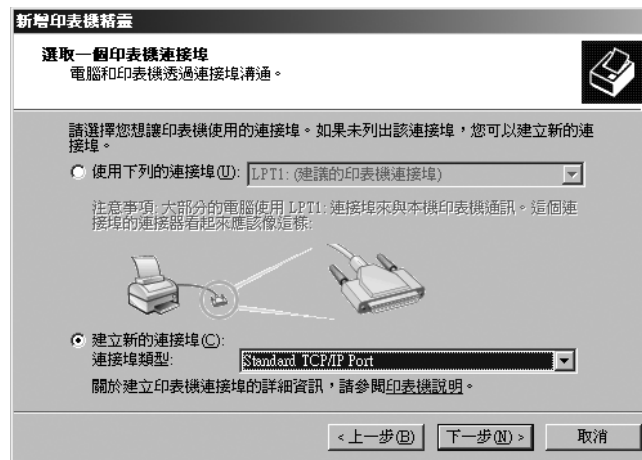 新增印表機精靈
選取一個印表機連接埠
電腦和印表機透過連接埠溝通。
請選擇您想讓印表機使用的連接埠。如果未列出該連接埠，您可以建立新的連
接埠。
使用下列的連接埠(U): LPT1: (建議的印表機連接埠)
注意事項: 大部分的電腦使用 LPT1: 連接埠來與本機印表機通訊。這個連
接埠的連接器看起來應該像這樣:
建立新的連接埠(C):
連接埠類型: Standard TCP/IP Port
關於建立印表機連接埠的詳細資訊，請參閱印表機說明。
< 上一步(B) 下一步(N) > 取消